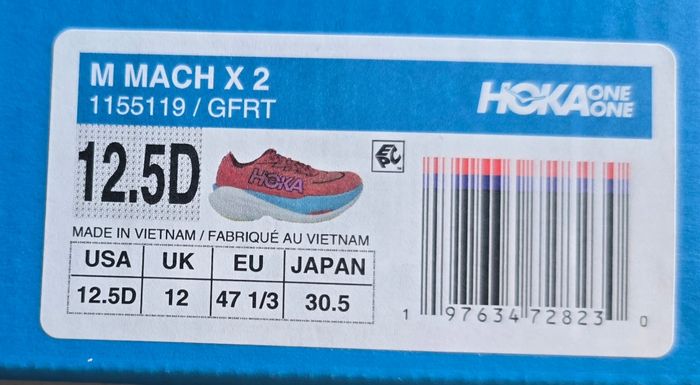 M MACH X 2
1155119 / GFRT
HOKA ONE ONE
12.5D
HOKA
EPC
MADE IN VIETNAM / FABRIQUÉ AU VIETNAM
USA UK EU JAPAN
12.5D 12 47 1/3 30.5
1 97634 72823 0